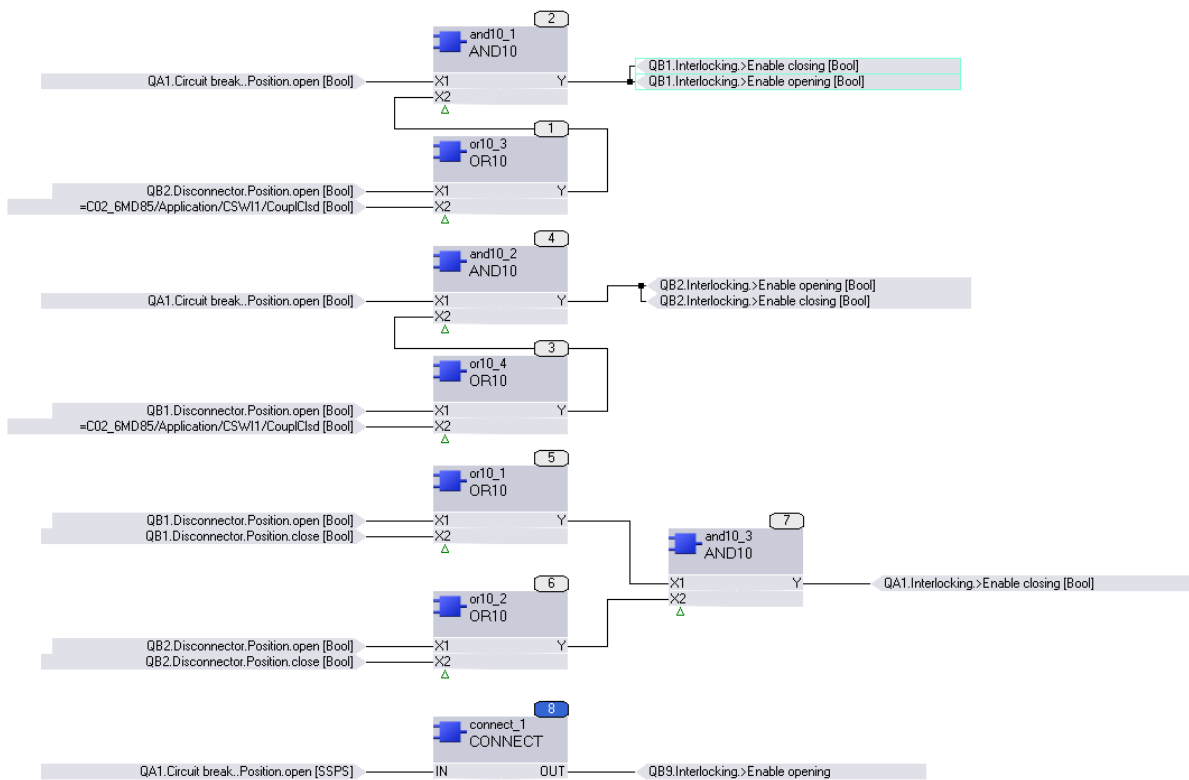 2
and10_1
AND10
QB1.Interlocking.>Enable closing [Bool]
QA1.Circuit break..Position.open [Bool] X1 Y QB1.Interlocking.>Enable opening [Bool]
X2
1
or10_3
OR10
QB2.Disconnector.Position.open [Bool] X1 Y
=C02_6MD85/Application/CSWI1/CouplClsd [Bool] X2
4
and10_2
AND10
QB2.Interlocking.>Enable opening [Bool]
QA1.Circuit break..Position.open [Bool] X1 Y QB2.Interlocking.>Enable closing [Bool]
X2
3
or10_4
OR10
QB1.Disconnector.Position.open [Bool] X1 Y
=C02_6MD85/Application/CSWI1/CouplClsd [Bool] X2
5
or10_1
OR10
QB1.Disconnector.Position.open [Bool] X1 Y
QB1.Disconnector.Position.close [Bool] X2
7
and10_3
AND10
X1 Y QA1.Interlocking.>Enable closing [Bool]
X2
6
or10_2
OR10
QB2.Disconnector.Position.open [Bool] X1 Y
QB2.Disconnector.Position.close [Bool] X2
8
connect_1
CONNECT
QA1.Circuit break..Position.open [SSPS] IN OUT QB9.Interlocking.>Enable opening